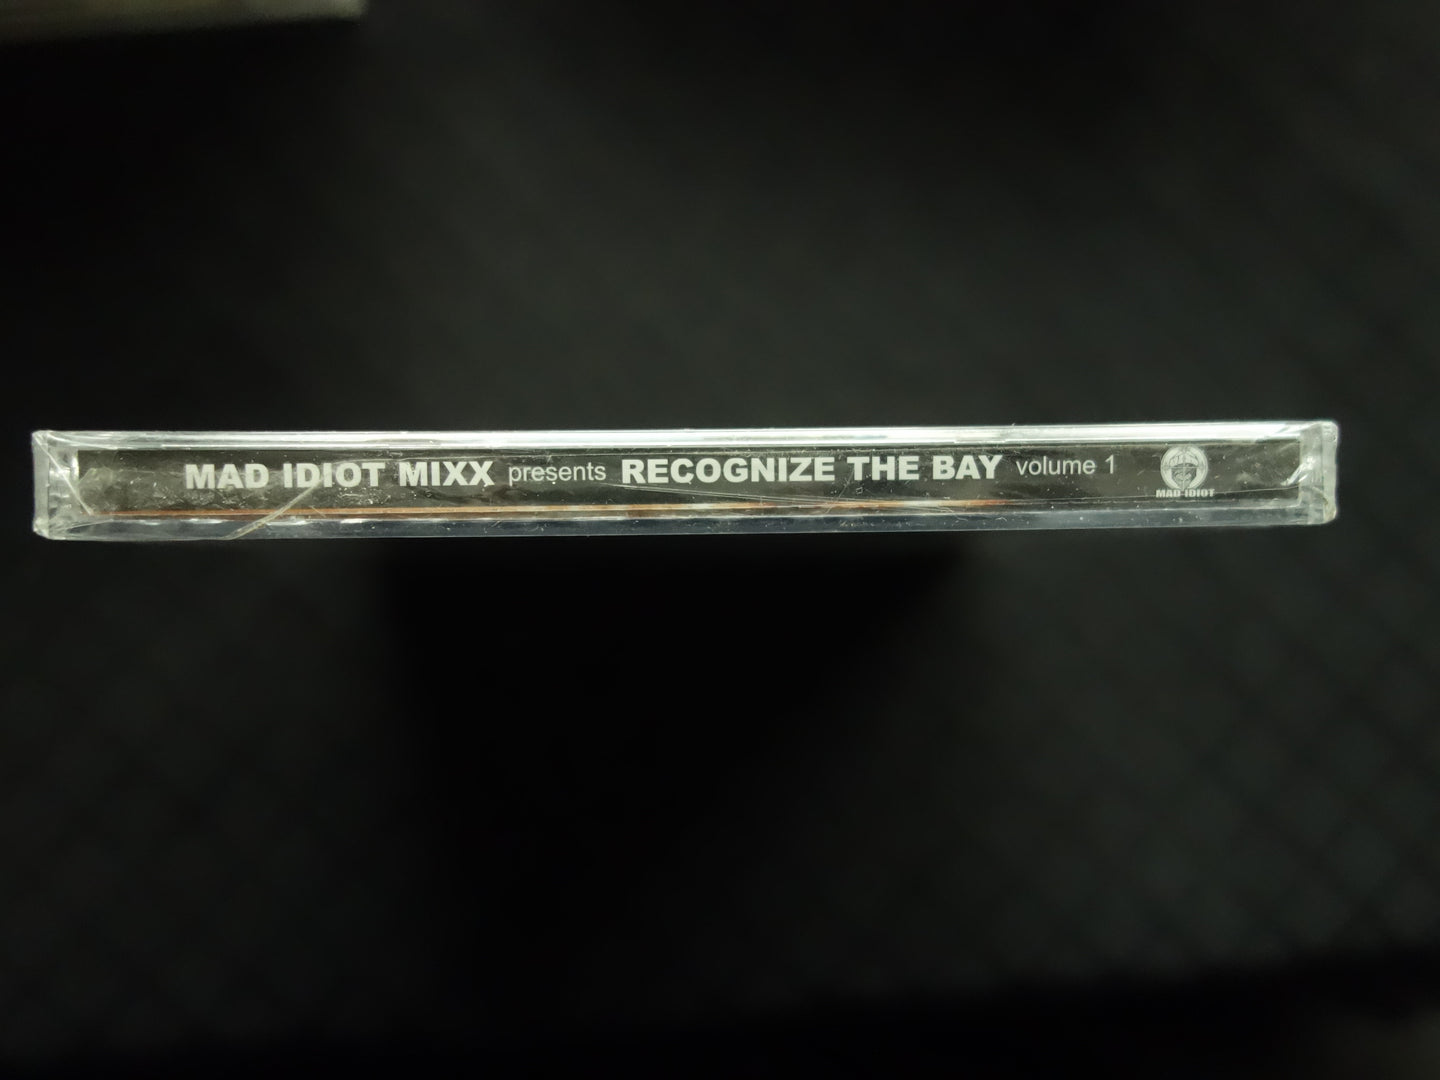 MAD IDIOT MIXX presents RECOGNIZE THE BAY volume 1
MAD IDIOT